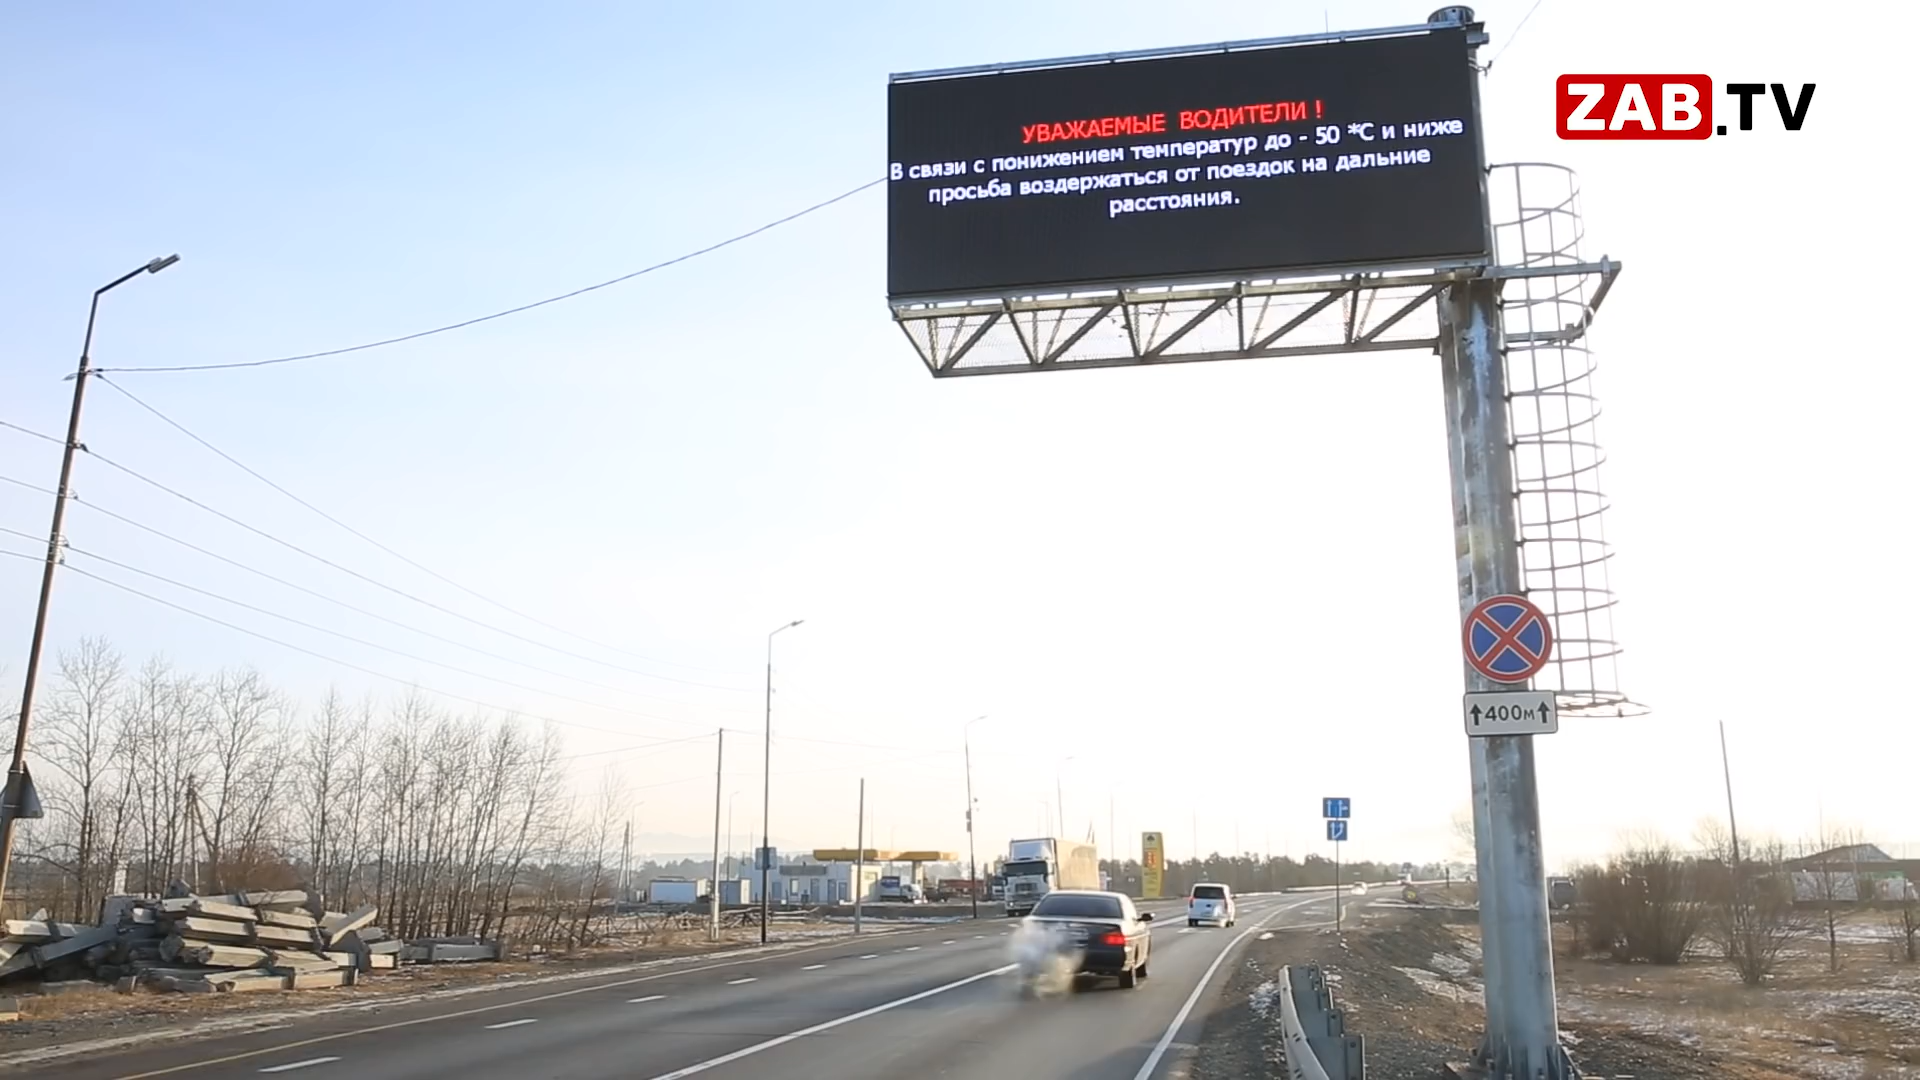 ZAB.TV
УВАЖАЕМЫЕ ВОДИТЕЛИ !
В связи с понижением температур до - 50 *С и ниже
просьба воздержаться от поездок на дальние
расстояния.
400м